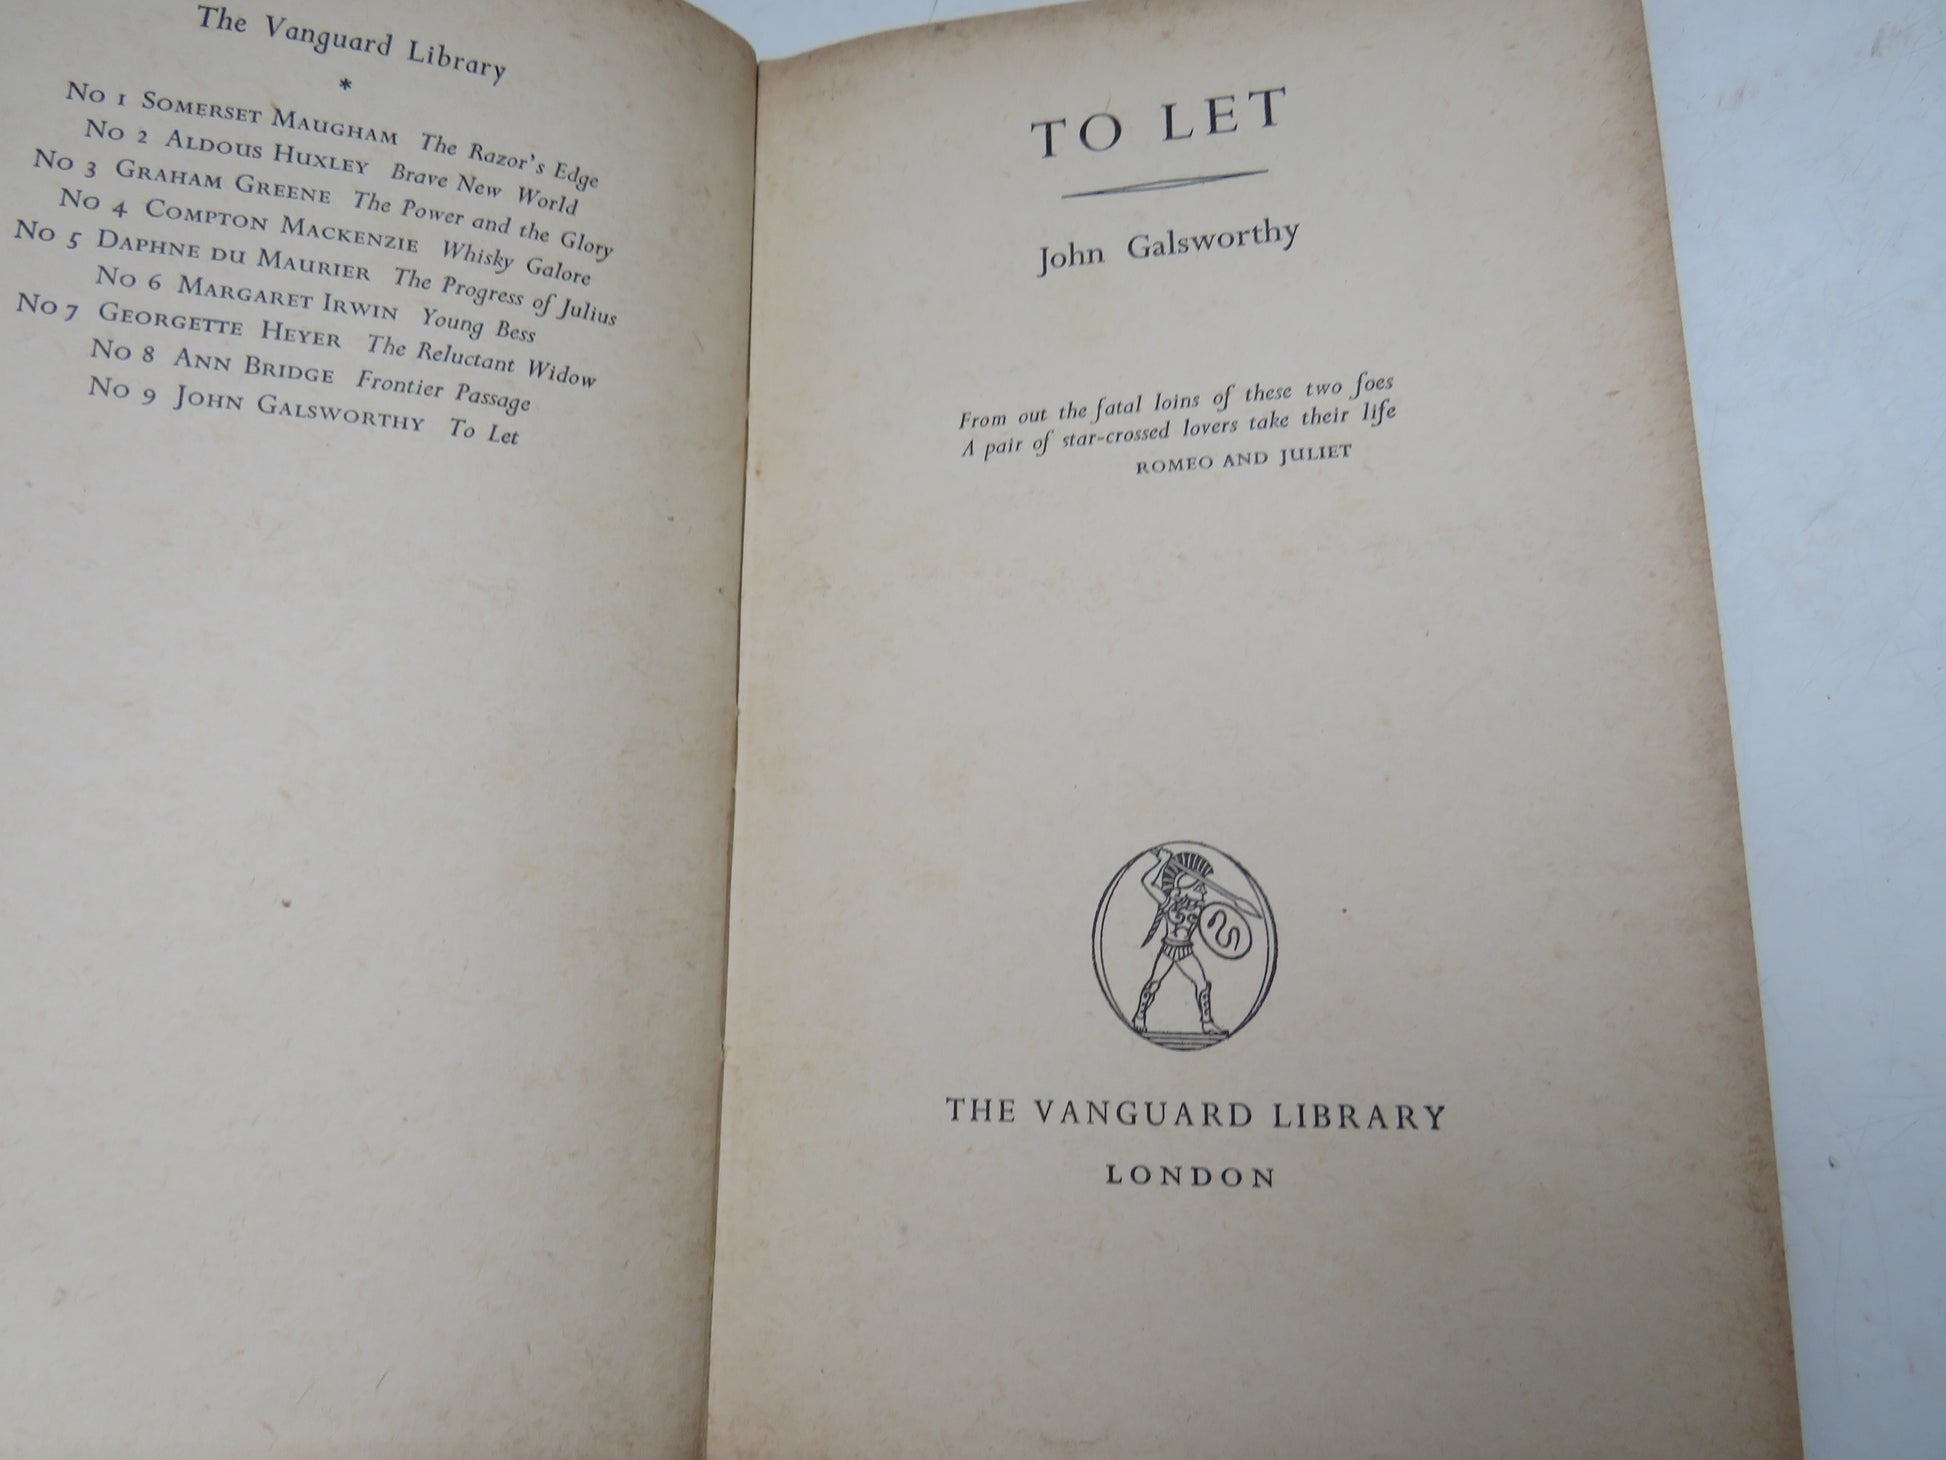 The Vanguard Library
*
No 1 Somerset Maugham The Razor's Edge
No 2 Aldous Huxley Brave New World
No 3 Graham Greene The Power and the Glory
No 4 Compton Mackenzie Whisky Galore
No 5 Daphne du Maurier The Progress of Julius
No 6 Margaret Irwin Young Bess
No 7 Georgette Heyer The Reluctant Widow
No 8 Ann Bridge Frontier Passage
No 9 John Galsworthy To Let
TO LET
John Galsworthy
From out the fatal loins of these two foes
A pair of star-crossed lovers take their life
ROMEO AND JULIET
THE VANGUARD LIBRARY
LONDON